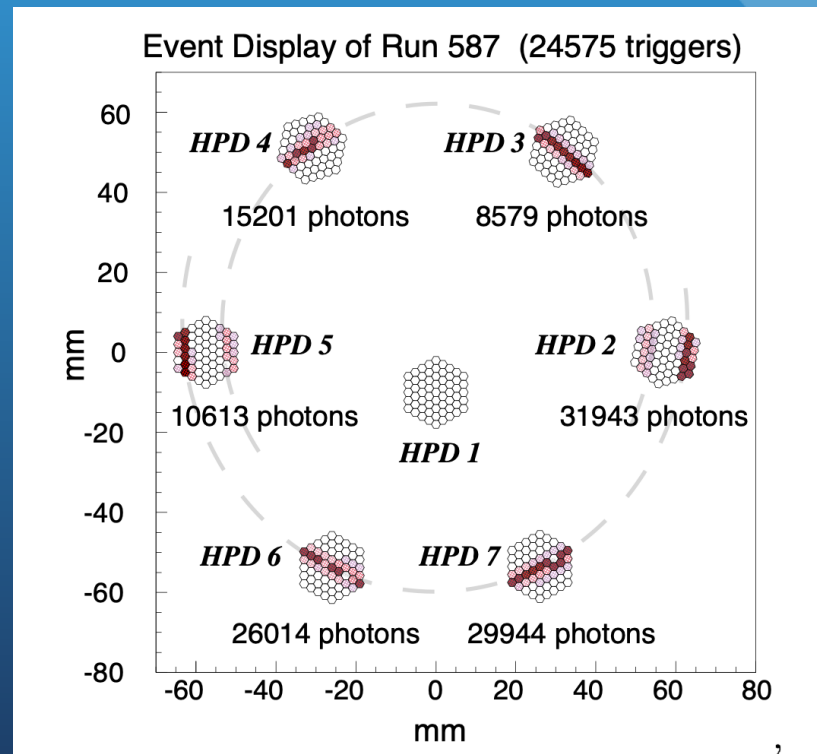 Event Display of Run 587 (24575 triggers)
60
HPD 4
HPD 3
40
15201 photons
8579 photons
20
mm
0
HPD 5
HPD 2
10613 photons
31943 photons
-20
HPD 1
-40
HPD 6
HPD 7
-60
26014 photons
29944 photons
-80
-60 -40 -20 0 20 40 60 80
mm
,